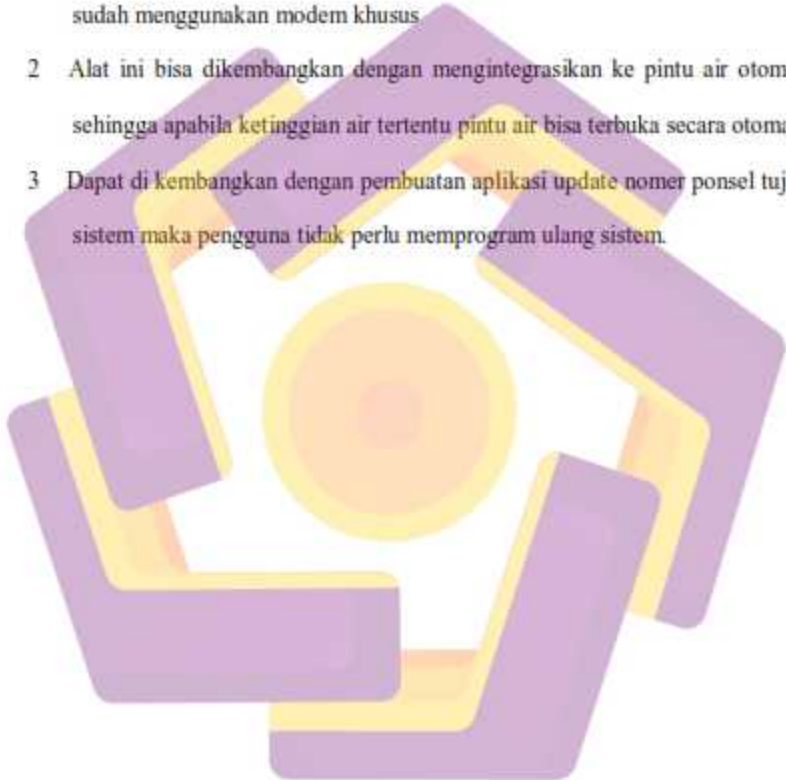 sudah menggunakan modem khusus
2 Alat ini bisa dikembangkan dengan mengintegrasikan ke pintu air otom
sehingga apabila ketinggian air tertentu pintu air bisa terbuka secara otoma
3 Dapat di kembangkan dengan pembuatan aplikasi update nomer ponsel tuj
sistem maka pengguna tidak perlu memprogram ulang sistem.